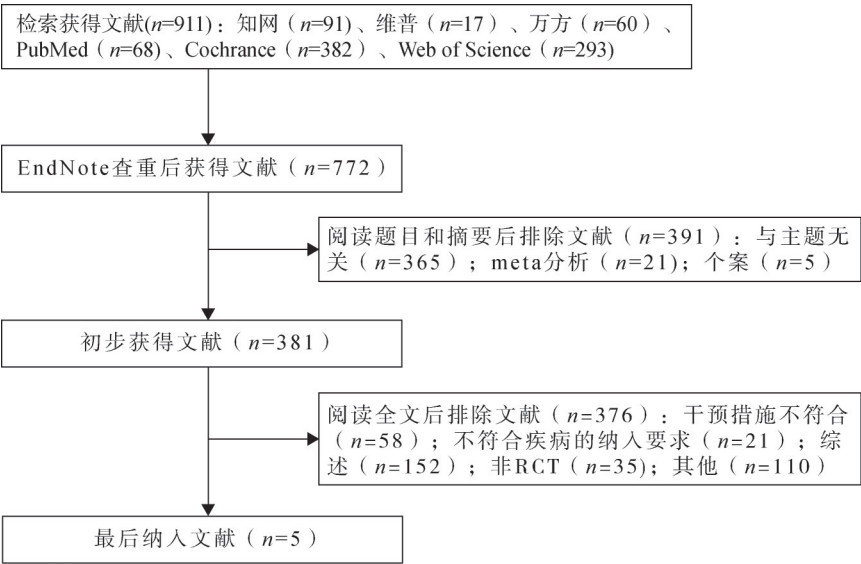 检索获得文献(n=911)：知网（n=91)、维普（n=17）、万方（n=60）、
PubMed（n=68)、Cochrance（n=382）、Web of Science（n=293)
EndNote查重后获得文献（n=772）
阅读题目和摘要后排除文献（n=391）：与主题无
关（n=365）；meta分析（n=21)；个案（n=5）
初步获得文献（n=381）
阅读全文后排除文献（n=376）：干预措施不符合
（n=58）；不符合疾病的纳入要求（n=21）；综
述（n=152）；非RCT（n=35)；其他（n=110）
最后纳入文献（n=5）